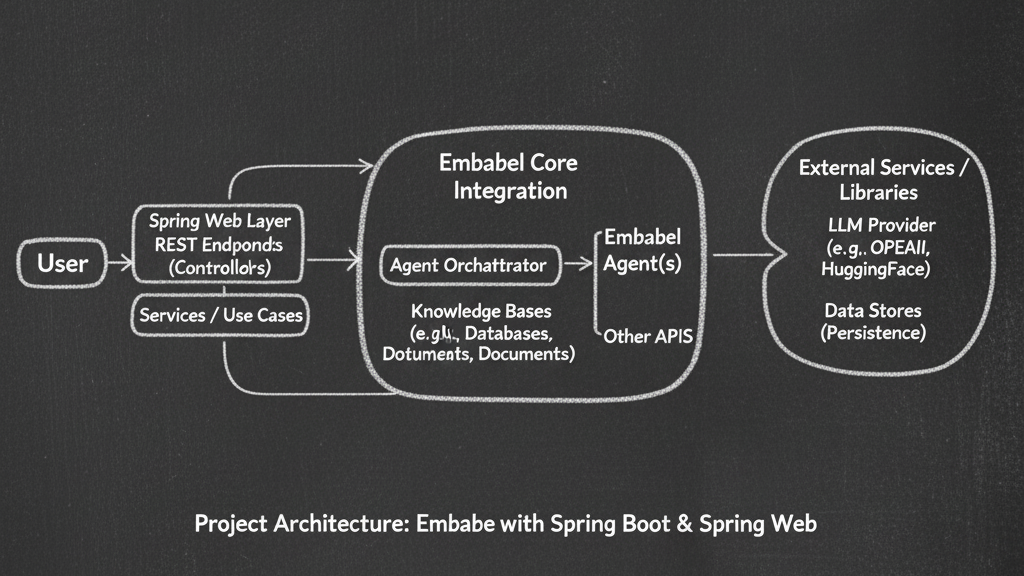 Embabel Core
Integration
External Services /
Libraries
Spring Web Layer
REST Endponds
(Controllors)
User
Services / Use Cases
Agent Orchattrator
Embabel
Agent(s)
Knowledge Bases
(e.g., Databases,
Dotuments, Documents)
Other APIS
LLM Provider
(e.g.. OPEAII,
HuggingFace)
Data Stores
(Persistence)
Project Architecture: Embabe with Spring Boot & Spring Web